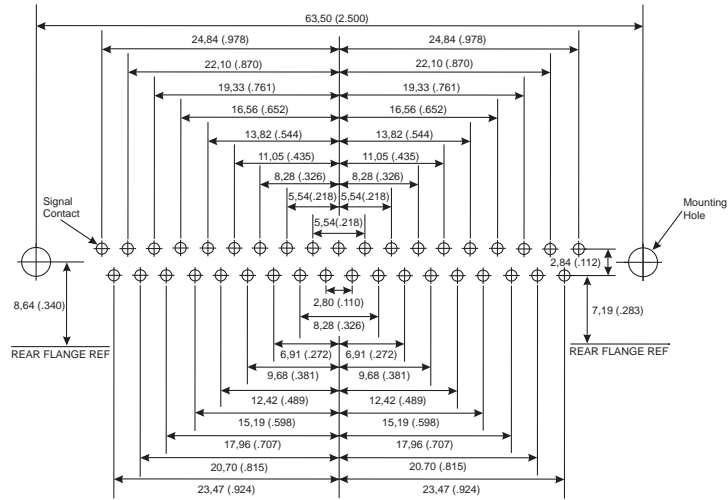 63,50 (2.500)
24,84 (.978) 24,84 (.978)
22,10 (.870) 22,10 (.870)
19,33 (.761) 19,33 (.761)
16,56 (.652) 16,56 (.652)
13,82 (.544) 13,82 (.544)
11,05 (.435) 11,05 (.435)
8,28 (.326) 8,28 (.326)
5,54(.218) 5,54(.218)
5,54(.218)
Signal
Contact
Mounting
Hole
2,84 (.112)
8,64 (.340)
2,80 (.110)
7,19 (.283)
8,28 (.326)
REAR FLANGE REF
6,91 (.272) 6,91 (.272)
REAR FLANGE REF
9,68 (.381) 9,68 (.381)
12,42 (.489) 12,42 (.489)
15,19 (.598) 15,19 (.598)
17,96 (.707) 17,96 (.707)
20,70 (.815) 20.70 (.815)
23,47 (.924) 23,47 (.924)